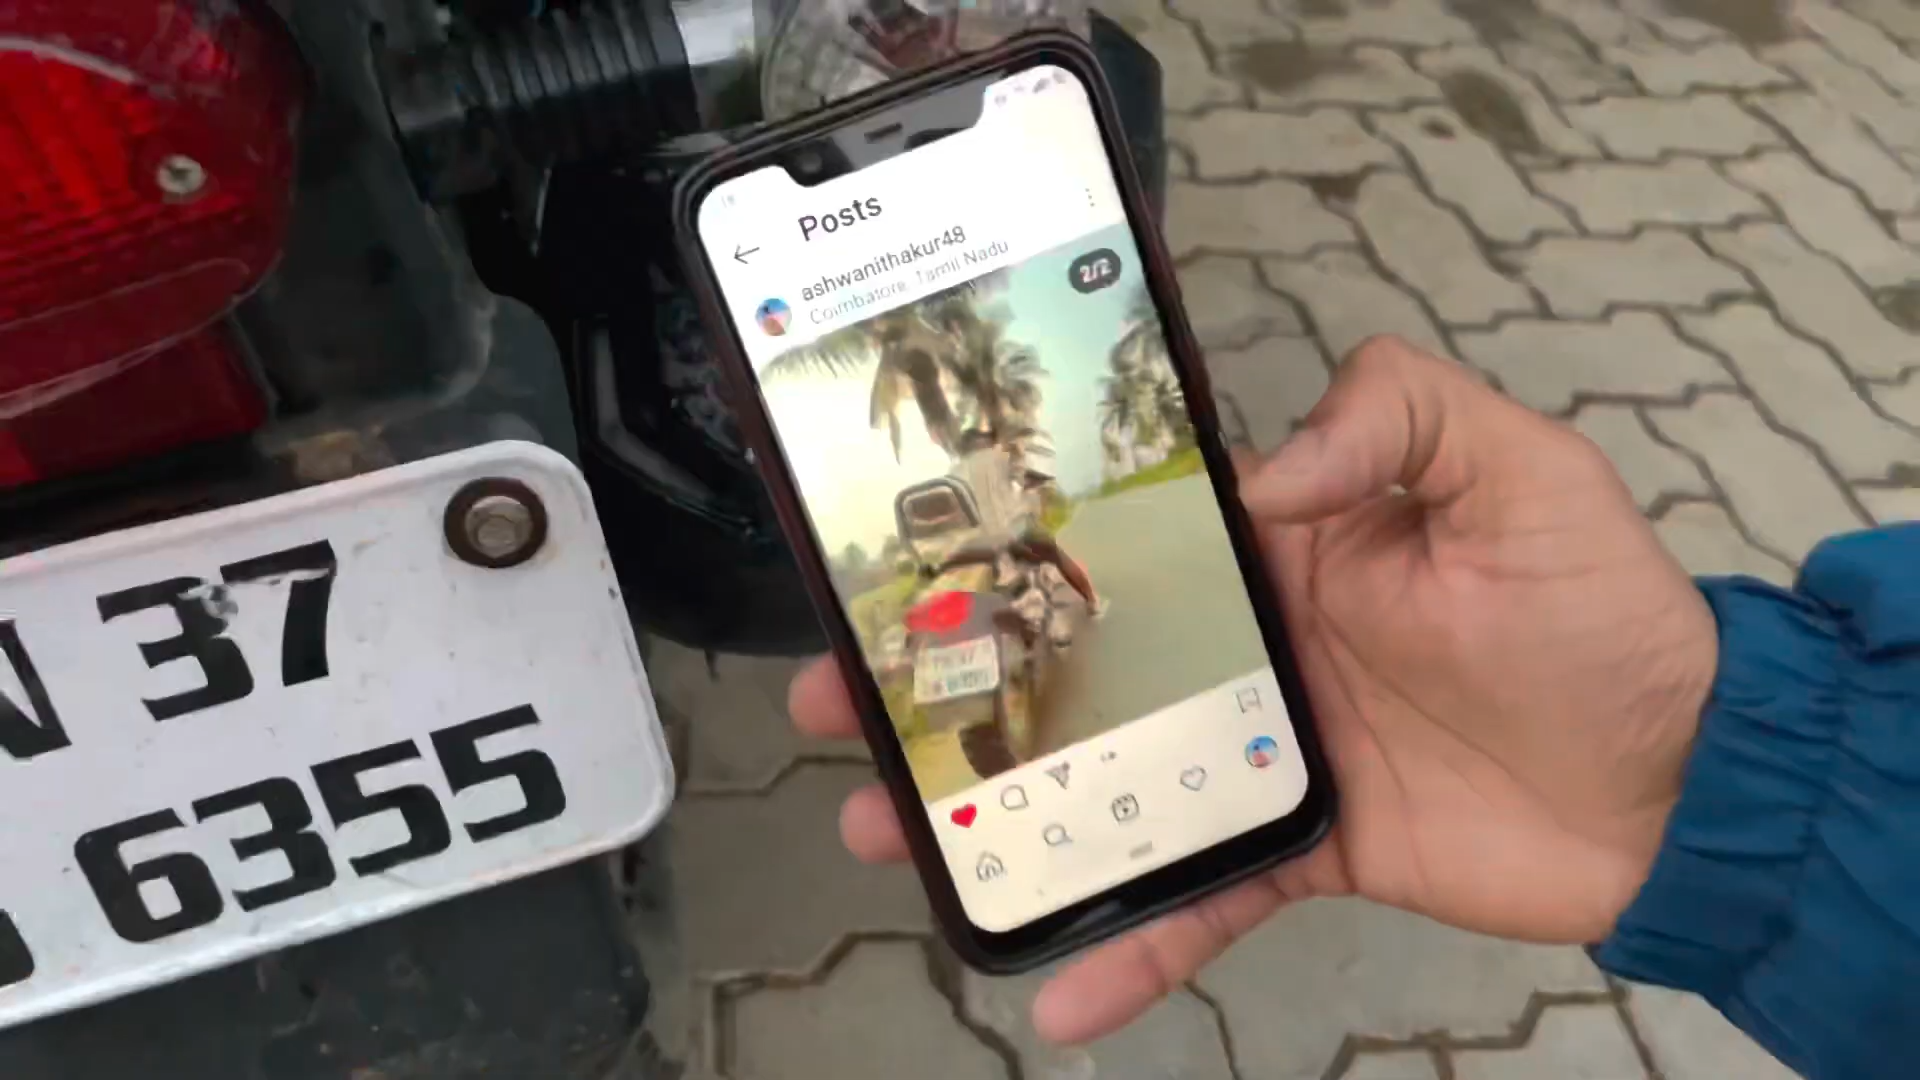 Posts
ashwanithakur48
Coimbatore, Tamil Nadu
2/2
N 37
6355